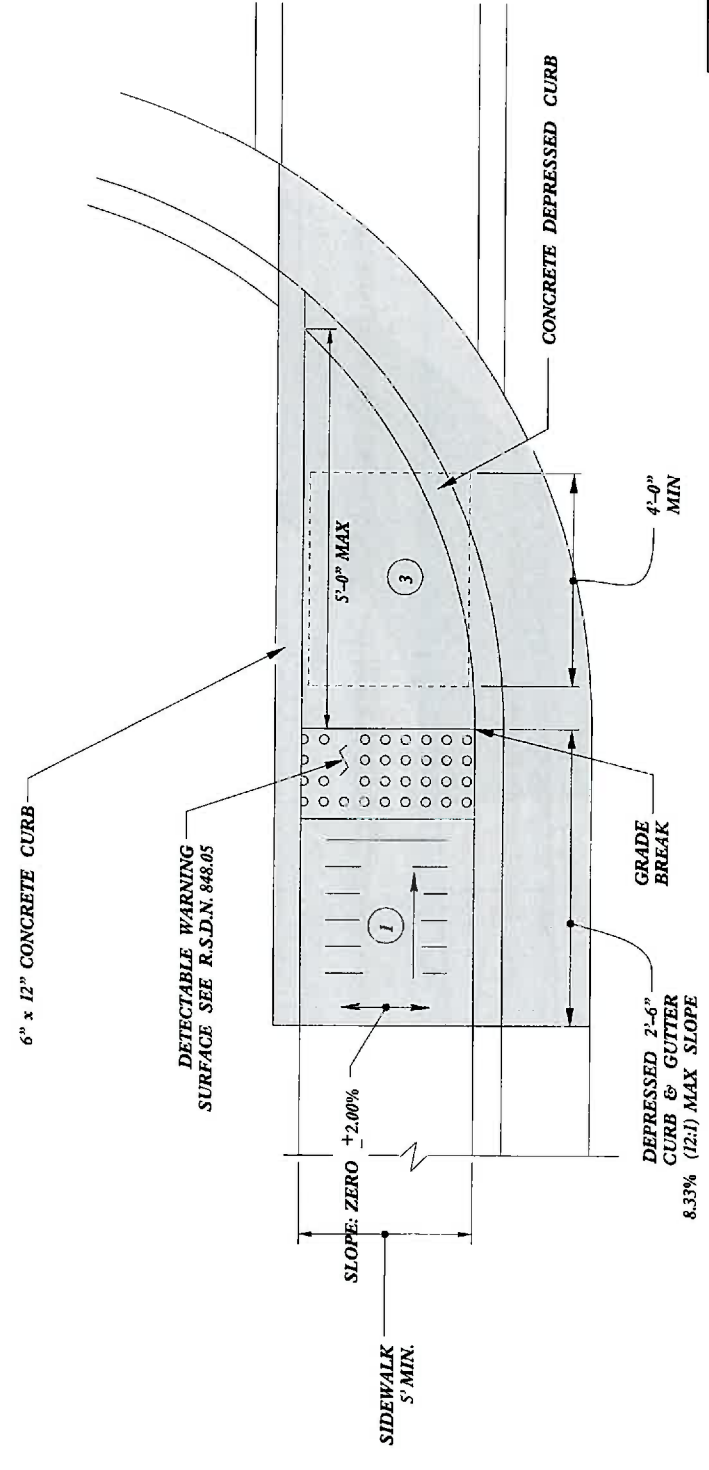 6" x 12" CONCRETE CURB
DETECTABLE WARNING
SURFACE SEE R.S.D.N. 848.05
SLOPE: ZERO ±2.00%
SIDEWALK
5' MIN.
1
5'-0" MAX
3
CONCRETE DEPRESSED CURB
4'-0"
MIN
GRADE
BREAK
DEPRESSED 2'-6"
CURB & GUTTER
8.33% (12:1) MAX SLOPE